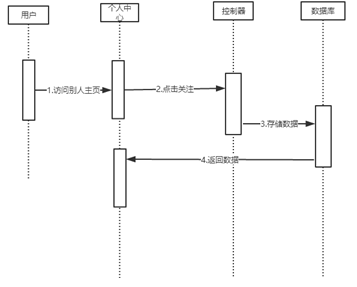 用户
个人中
心
控制器
数据库
1.访问别人主页
2.点击关注
3.存储数据
4.返回数据